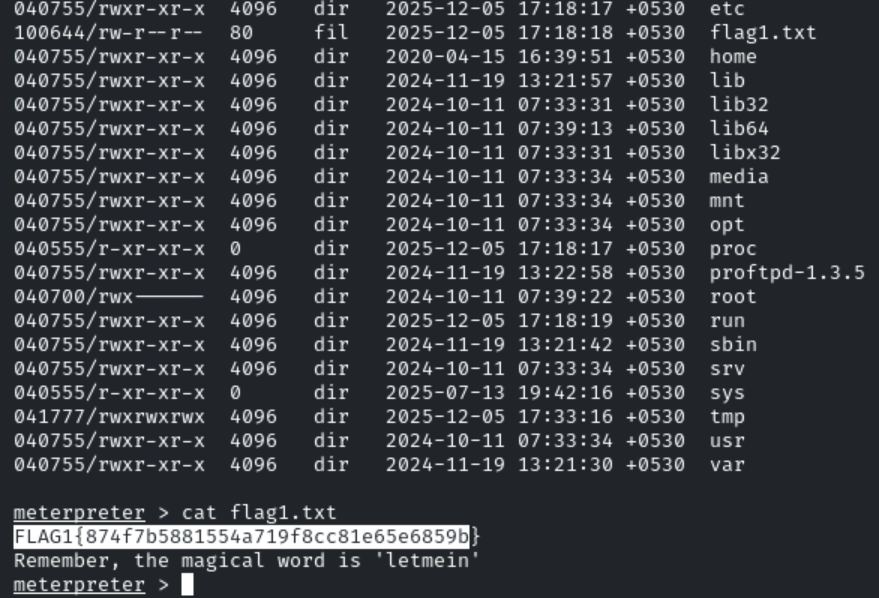 040755/rwxr-xr-x  4096  dir  2025-12-05 17:18:17 +0530  etc
100644/rw-r--r--  80  fil  2025-12-05 17:18:18 +0530  flag1.txt
040755/rwxr-xr-x  4096  dir  2020-04-15 16:39:51 +0530  home
040755/rwxr-xr-x  4096  dir  2024-11-19 13:21:57 +0530  lib
040755/rwxr-xr-x  4096  dir  2024-10-11 07:33:31 +0530  lib32
040755/rwxr-xr-x  4096  dir  2024-10-11 07:39:13 +0530  lib64
040755/rwxr-xr-x  4096  dir  2024-10-11 07:33:31 +0530  libx32
040755/rwxr-xr-x  4096  dir  2024-10-11 07:33:34 +0530  media
040755/rwxr-xr-x  4096  dir  2024-10-11 07:33:34 +0530  mnt
040755/rwxr-xr-x  4096  dir  2024-10-11 07:33:34 +0530  opt
040555/r-xr-xr-x  0  dir  2025-12-05 17:18:17 +0530  proc
040755/rwxr-xr-x  4096  dir  2024-11-19 13:22:58 +0530  proftpd-1.3.5
040700/rwx------  4096  dir  2024-10-11 07:39:22 +0530  root
040755/rwxr-xr-x  4096  dir  2025-12-05 17:18:19 +0530  run
040755/rwxr-xr-x  4096  dir  2024-11-19 13:21:42 +0530  sbin
040755/rwxr-xr-x  4096  dir  2024-10-11 07:33:34 +0530  srv
040555/r-xr-xr-x  0  dir  2025-07-13 19:42:16 +0530  sys
041777/rwxrwxrwx  4096  dir  2025-12-05 17:33:16 +0530  tmp
040755/rwxr-xr-x  4096  dir  2024-10-11 07:33:34 +0530  usr
040755/rwxr-xr-x  4096  dir  2024-11-19 13:21:30 +0530  var
meterpreter > cat flag1.txt
FLAG1{874f7b5881554a719f8cc81e65e6859b}
Remember, the magical word is 'letmein'
meterpreter >